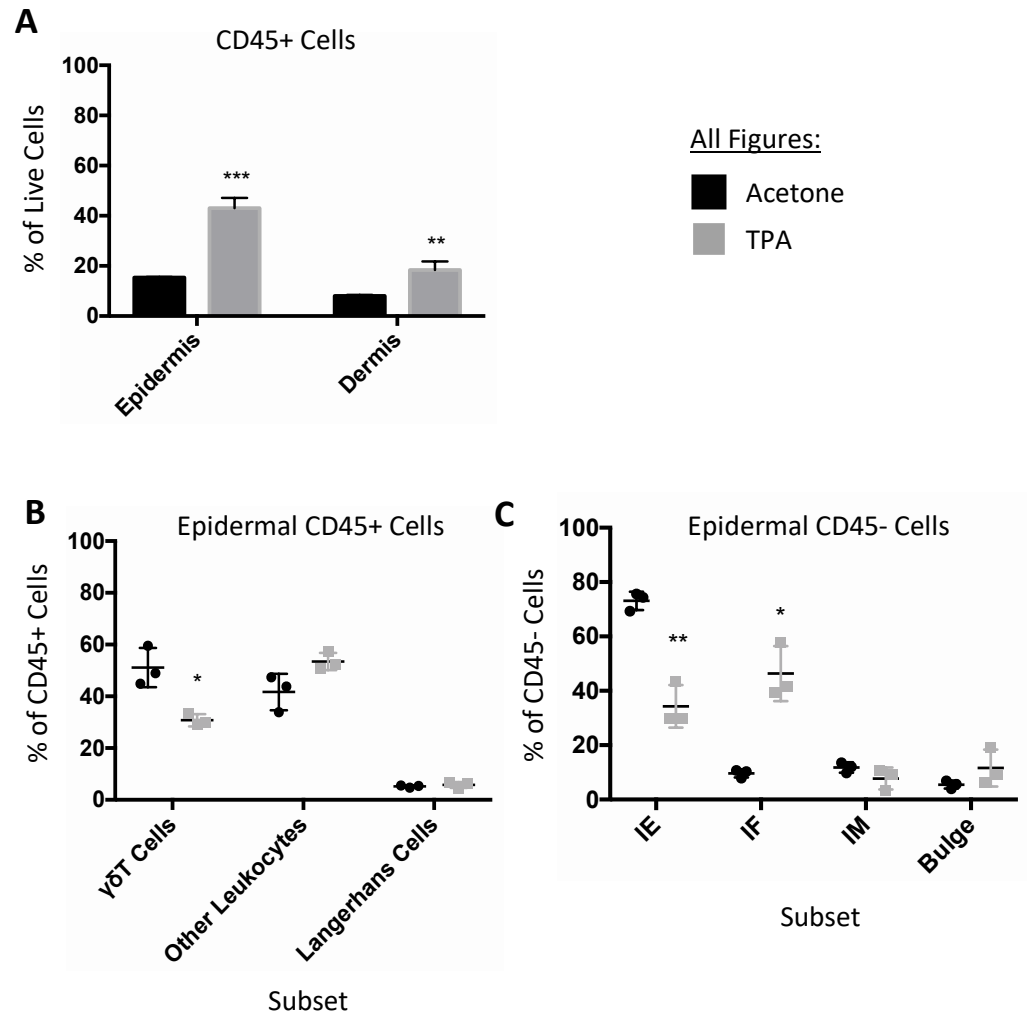 A
CD45+ Cells
% of Live Cells
100
80
60
40
20
0
***
**
Epidermis
Dermis
All Figures:
Acetone
TPA
B
Epidermal CD45+ Cells
% of CD45+ Cells
100
80
60
40
20
0
*
γδT Cells
Other Leukocytes
Langerhans Cells
Subset
C
Epidermal CD45- Cells
% of CD45- Cells
100
80
60
40
20
0
**
*
IE
IF
IM
Bulge
Subset